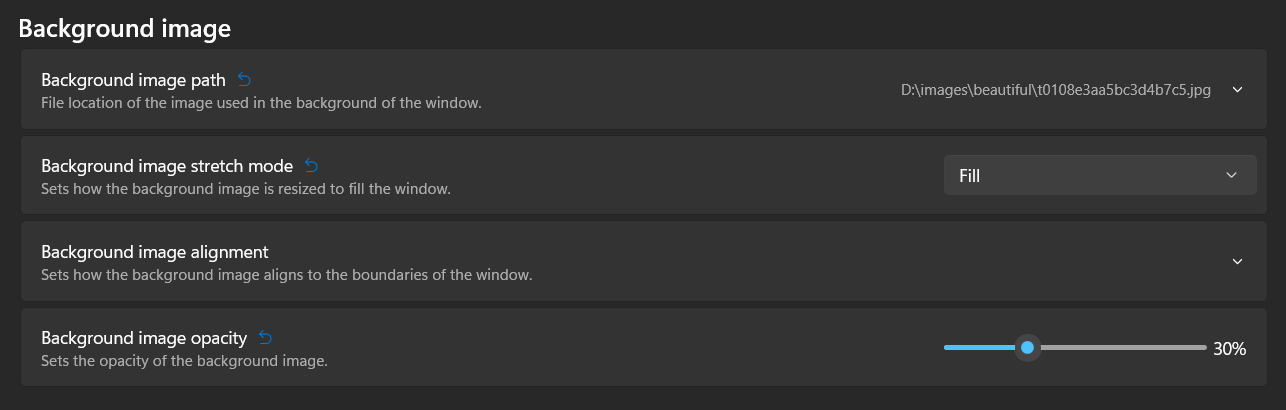 Background image
Background image path
File location of the image used in the background of the window.
D:\images\beautiful\t0108e3aa5bc3d4b7c5.jpg
Background image stretch mode
Sets how the background image is resized to fill the window.
Fill
Background image alignment
Sets how the background image aligns to the boundaries of the window.
Background image opacity
Sets the opacity of the background image.
30%